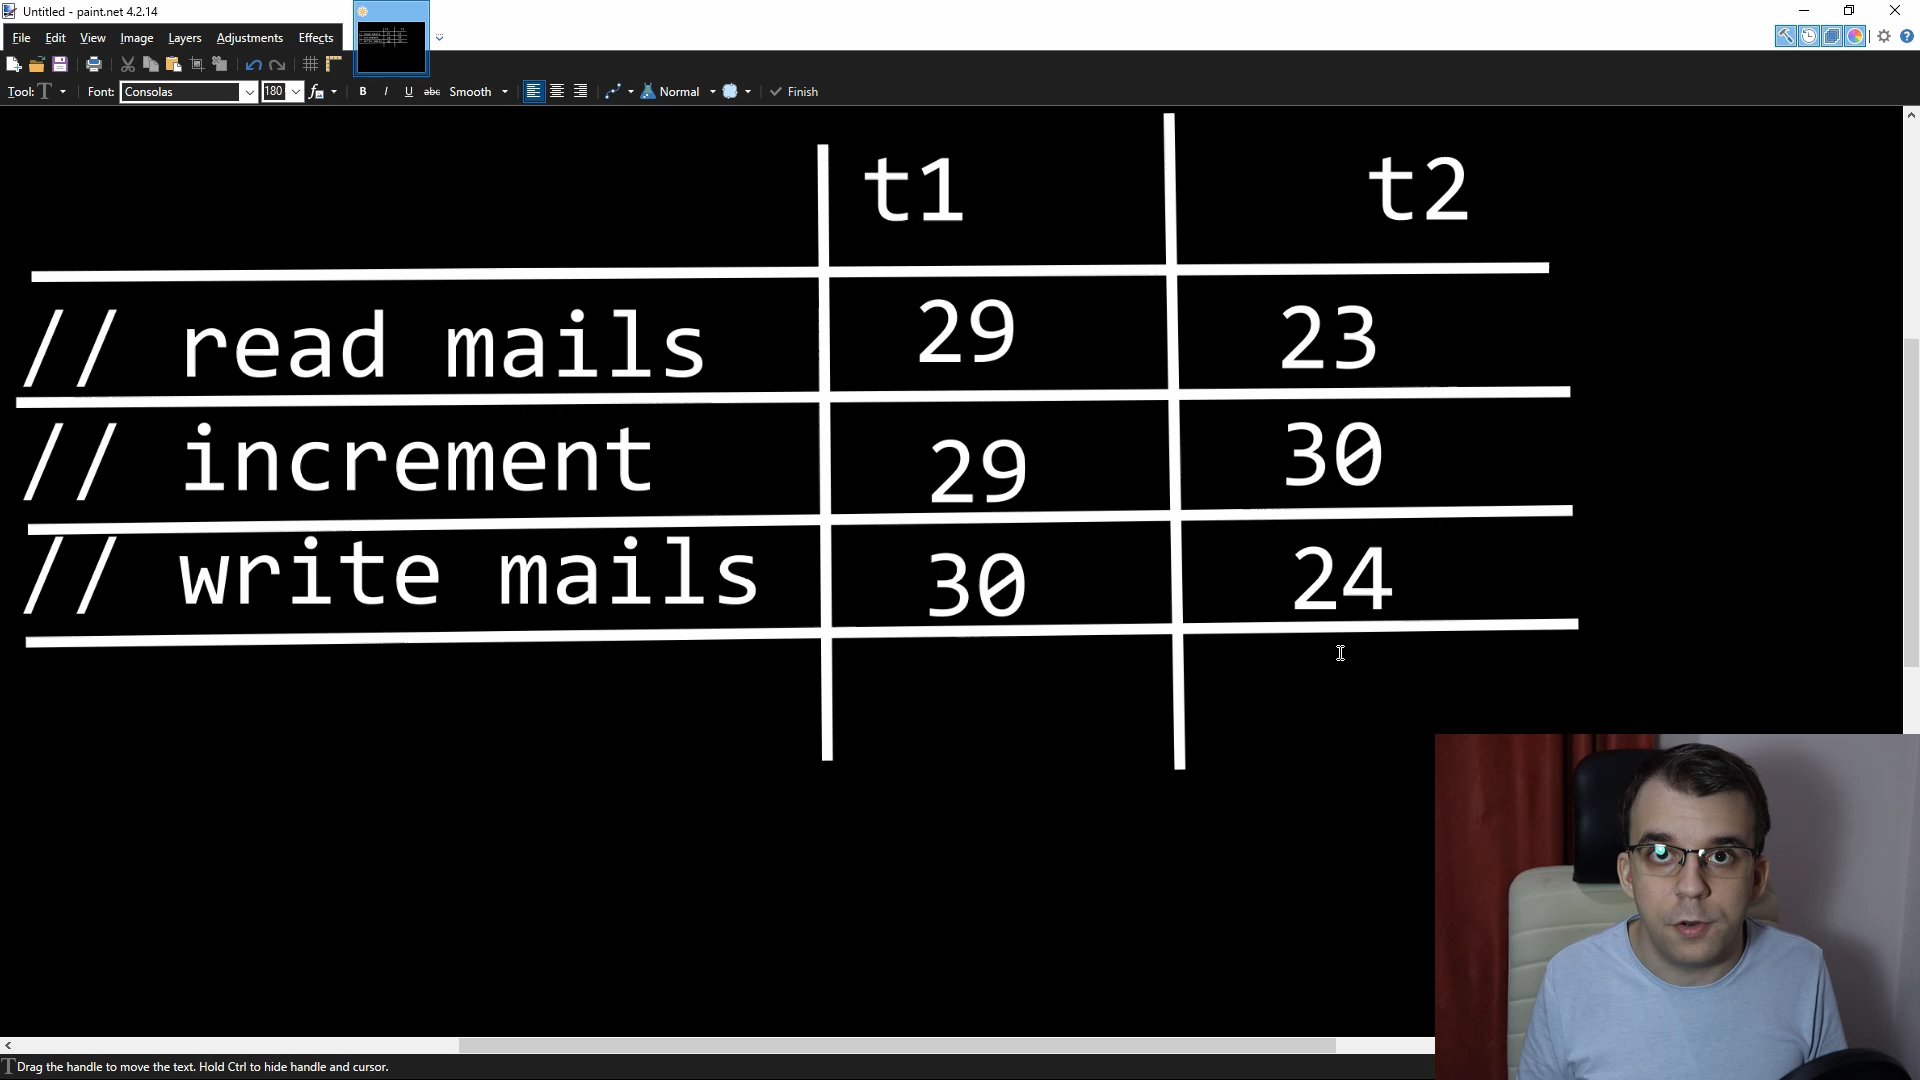 Untitled - paint.net 4.2.14
File Edit View Image Layers Adjustments Effects
Tool: T Font: Consolas 180 fx B I U abc Smooth Normal Finish
t1 t2
// read mails 29 23
// increment 29 30
// write mails 30 24
Drag the handle to move the text. Hold Ctrl to hide handle and cursor.